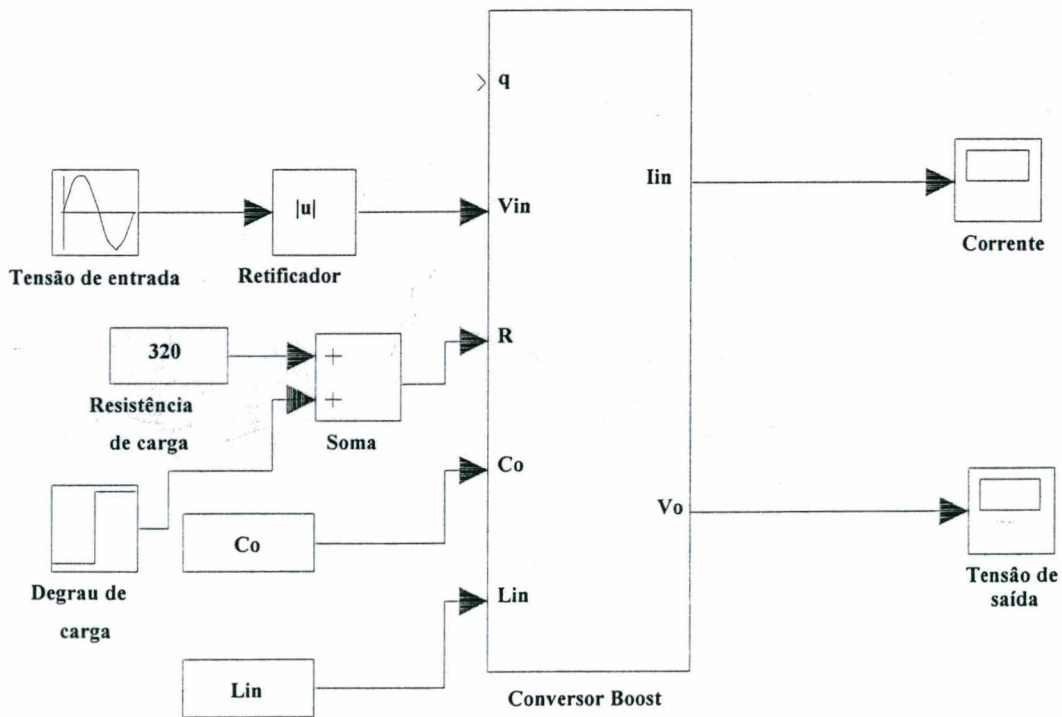 q
Vin
R
Co
Lin
Iin
Vo
Conversor Boost
Tensão de entrada
|u|
Retificador
320
Resistência
de carga
+
+
Soma
Degrau de
carga
Co
Lin
Corrente
Tensâo de
saída